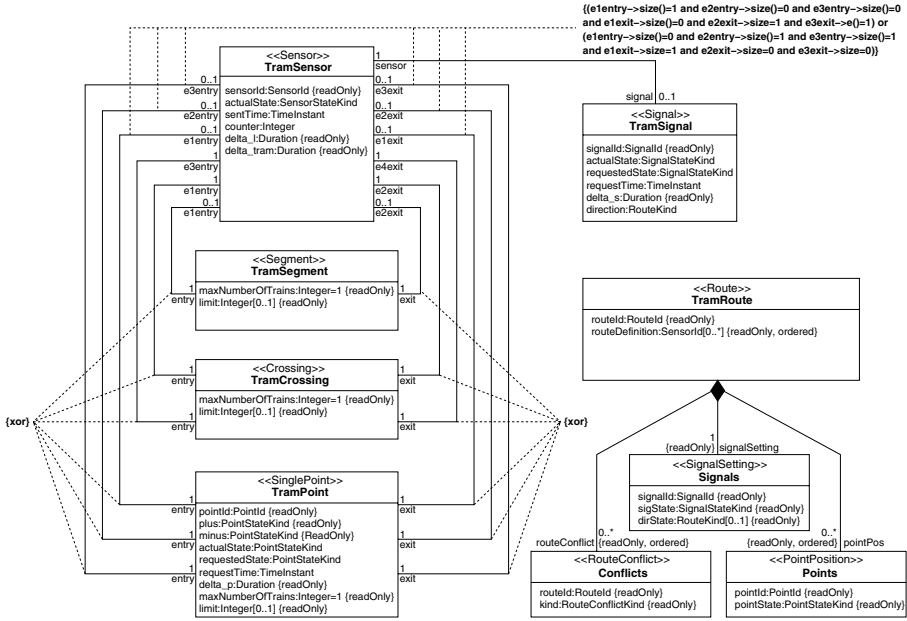 {(e1entry->size()=1 and e2entry->size()=0 and e3entry->size()=0
and e1exit->size()=0 and e2exit->size=1 and e3exit->e()=1) or
(e1entry->size()=0 and e2entry->size()=1 and e3entry->size()=1
and e1exit->size=1 and e2exit->size=0 and e3exit->size=0)}
<<Sensor>>
TramSensor
sensorId:SensorId {readOnly}
actualState:SensorStateKind
sentTime:TimeInstant
counter:Integer
delta_l:Duration {readOnly}
delta_tram:Duration {readOnly}
0..1
e3entry
0..1
e2entry
0..1
e1entry
1
e3entry
1
e1entry
0..1
e1entry
1
sensor
0..1
e3exit
0..1
e2exit
0..1
e1exit
1
e4exit
1
e2exit
0..1
e2exit
signal 0..1
<<Signal>>
TramSignal
signalId:SignalId {readOnly}
actualState:SignalStateKind
requestedState:SignalStateKind
requestTime:TimeInstant
delta_s:Duration {readOnly}
direction:RouteKind
<<Segment>>
TramSegment
maxNumberOfTrains:Integer=1 {readOnly}
limit:Integer[0..1] {readOnly}
1
entry
1
exit
<<Crossing>>
TramCrossing
maxNumberOfTrains:Integer=1 {readOnly}
limit:Integer[0..1] {readOnly}
1
entry
1
entry
1
exit
1
exit
{xor}
{xor}
<<SinglePoint>>
TramPoint
pointId:PointId {readOnly}
plus:PointStateKind {readOnly}
minus:PointStateKind {ReadOnly}
actualState:PointStateKind
requestedState:PointStateKind
requestTime:TimeInstant
delta_p:Duration {readOnly}
maxNumberOfTrains:Integer=1 {readOnly}
limit:Integer[0..1] {readOnly}
1
entry
1
entry
1
entry
1
exit
1
exit
1
exit
<<Route>>
TramRoute
routeId:RouteId {readOnly}
routeDefinition:SensorId[0..*] {readOnly, ordered}
1
{readOnly} signalSetting
<<SignalSetting>>
Signals
signalId:SignalId {readOnly}
sigState:SignalStateKind {readOnly}
dirState:RouteKind[0..1] {readOnly}
0..*
routeConflict {readOnly, ordered}
<<RouteConflict>>
Conflicts
routeId:RouteId {readOnly}
kind:RouteConflictKind {readOnly}
0..*
{readOnly, ordered} pointPos
<<PointPosition>>
Points
pointId:PointId {readOnly}
pointState:PointStateKind {readOnly}